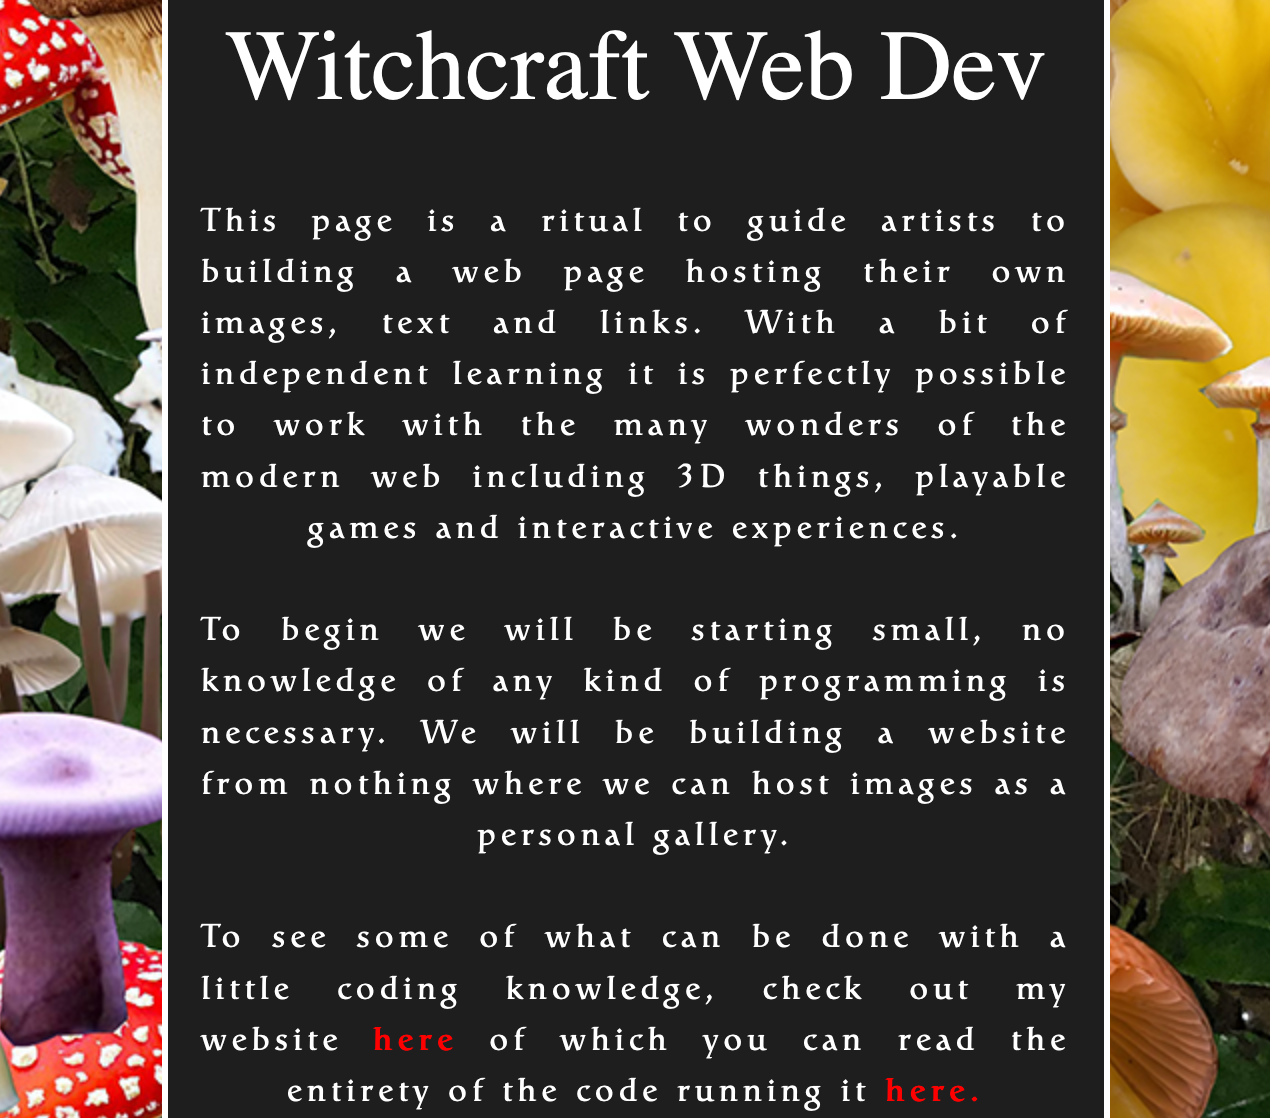 Witchcraft Web Dev
This page is a ritual to guide artists to
building a web page hosting their own
images, text and links. With a bit of
independent learning it is perfectly possible
to work with the many wonders of the
modern web including 3D things, playable
games and interactive experiences.
To begin we will be starting small, no
knowledge of any kind of programming is
necessary. We will be building a website
from nothing where we can host images as a
personal gallery.
To see some of what can be done with a
little coding knowledge, check out my
website here of which you can read the
entirety of the code running it here.